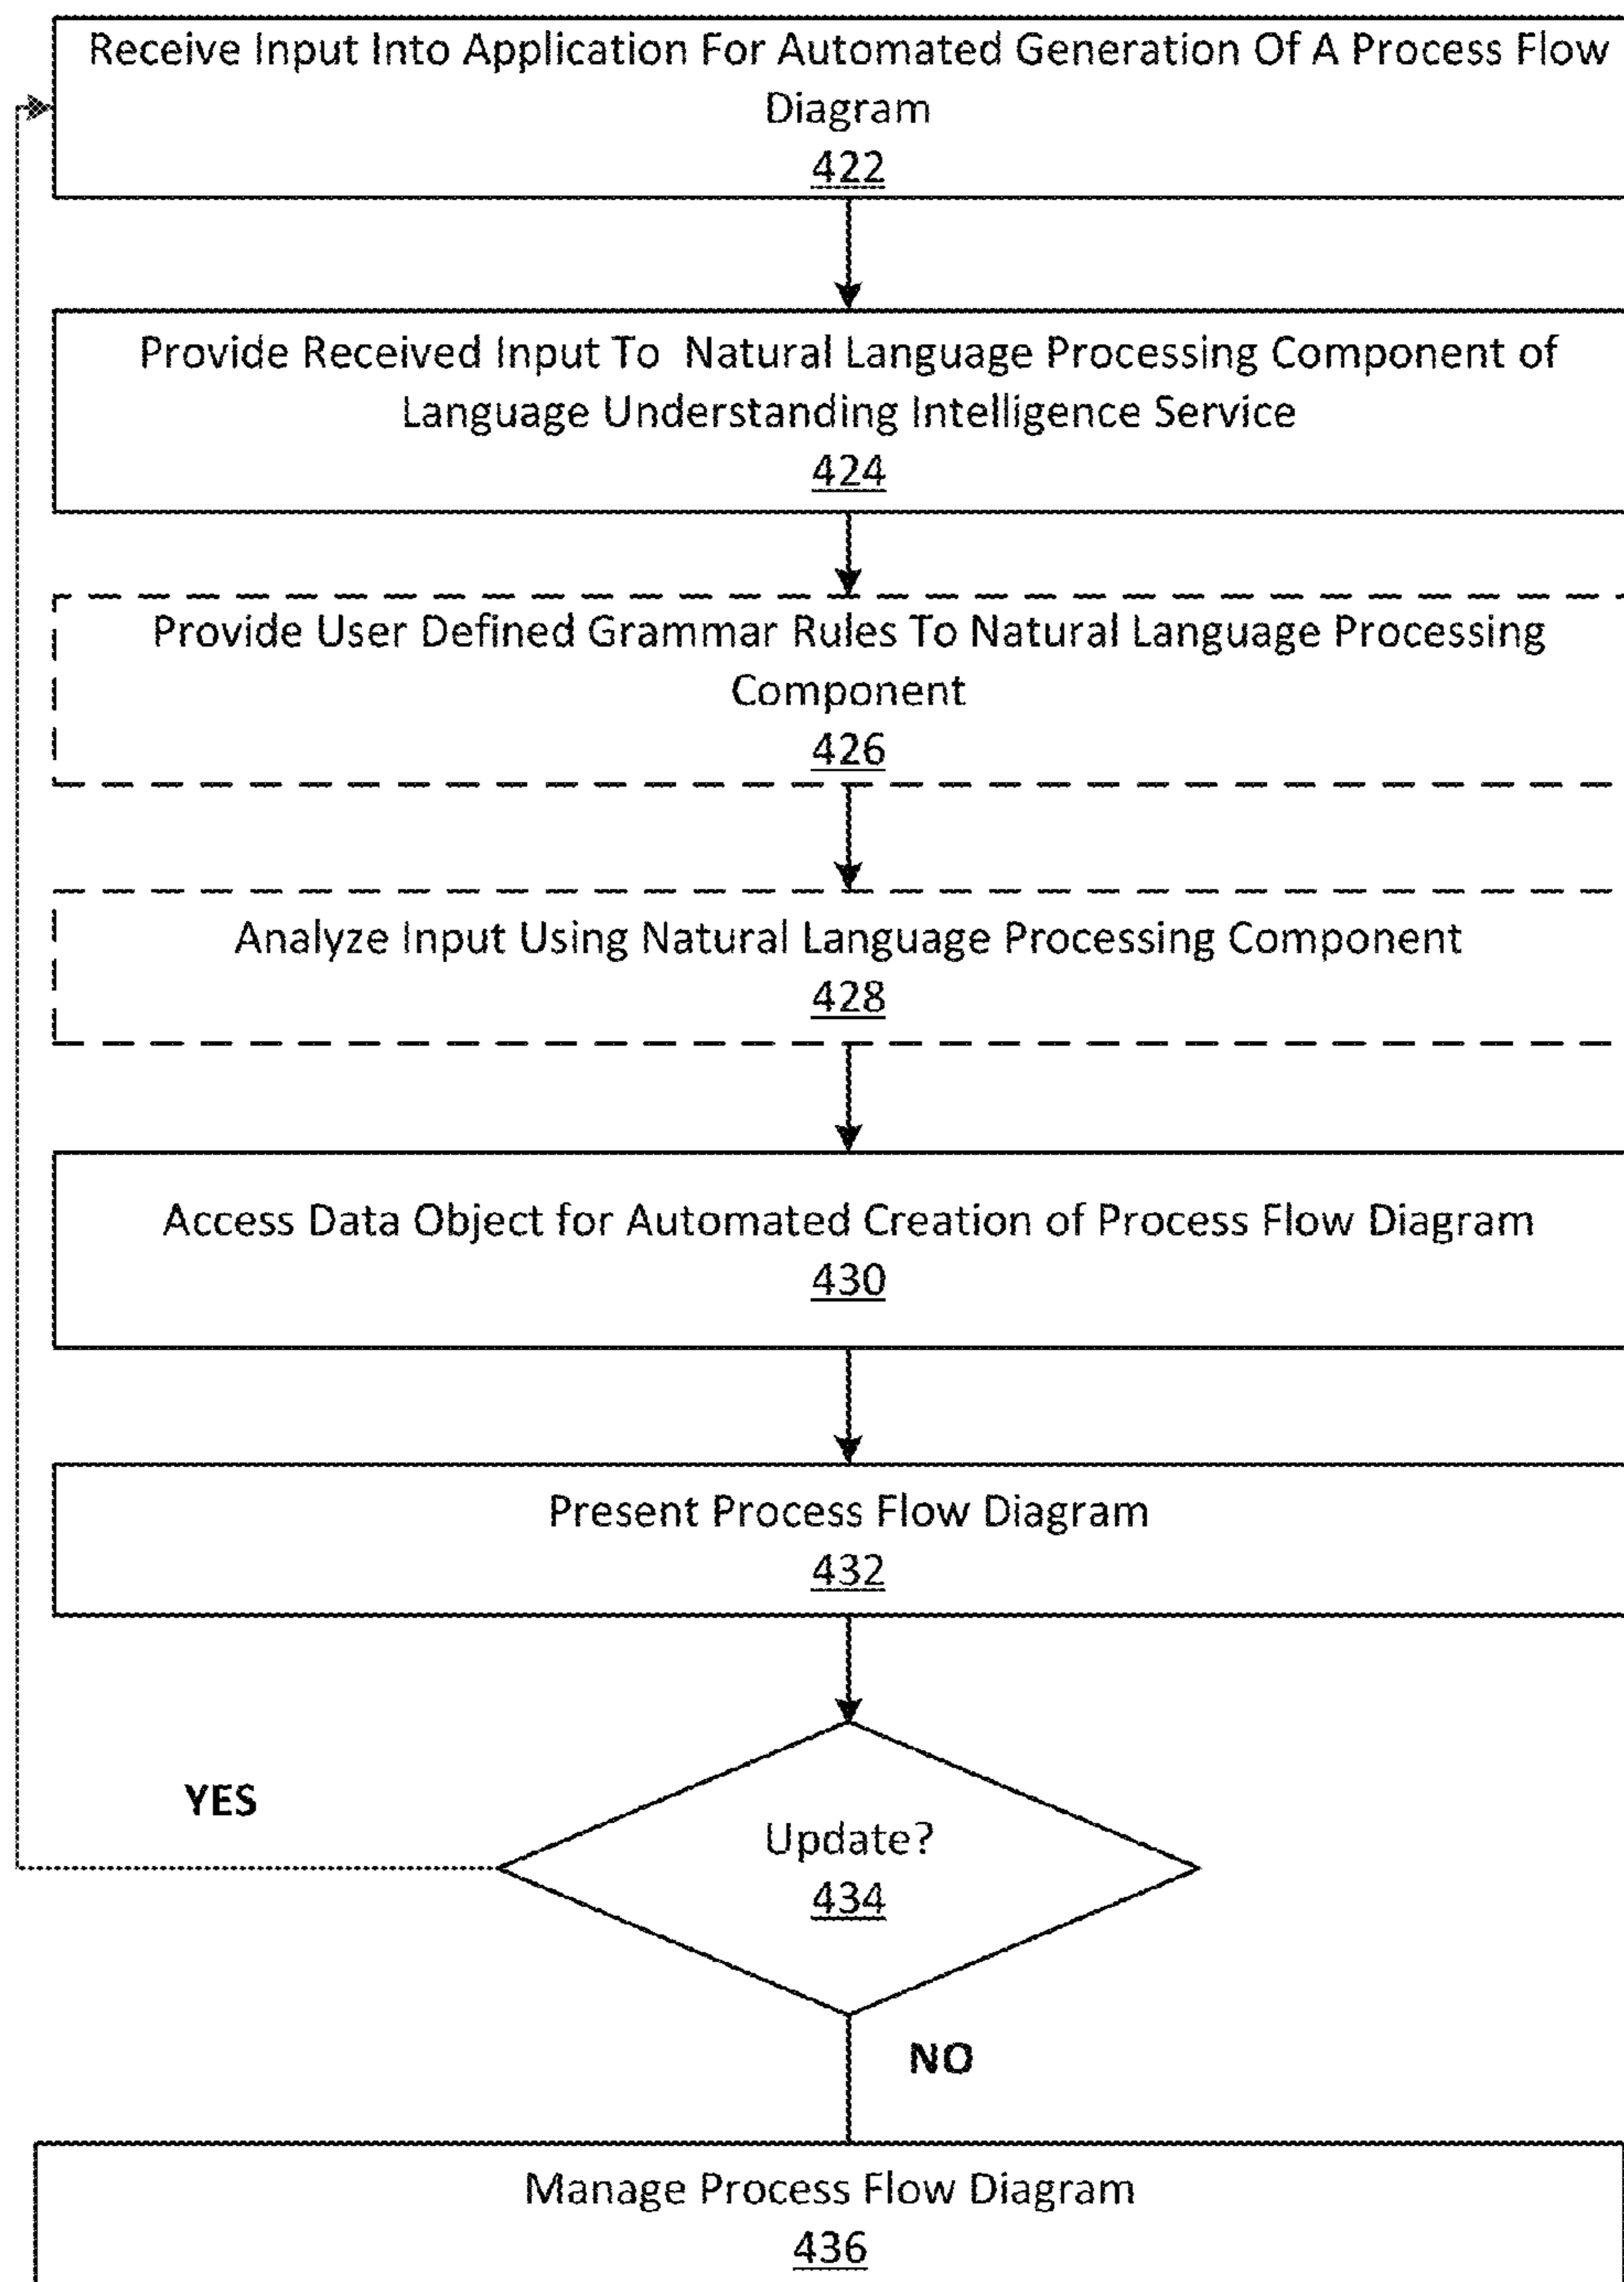 Receive Input Into Application For Automated Generation Of A Process Flow
Diagram
422
Provide Received Input To Natural Language Processing Component of
Language Understanding Intelligence Service
424
Provide User Defined Grammar Rules To Natural Language Processing
Component
426
Analyze Input Using Natural Language Processing Component
428
Access Data Object for Automated Creation of Process Flow Diagram
430
Present Process Flow Diagram
432
YES
Update?
434
NO
Manage Process Flow Diagram
436